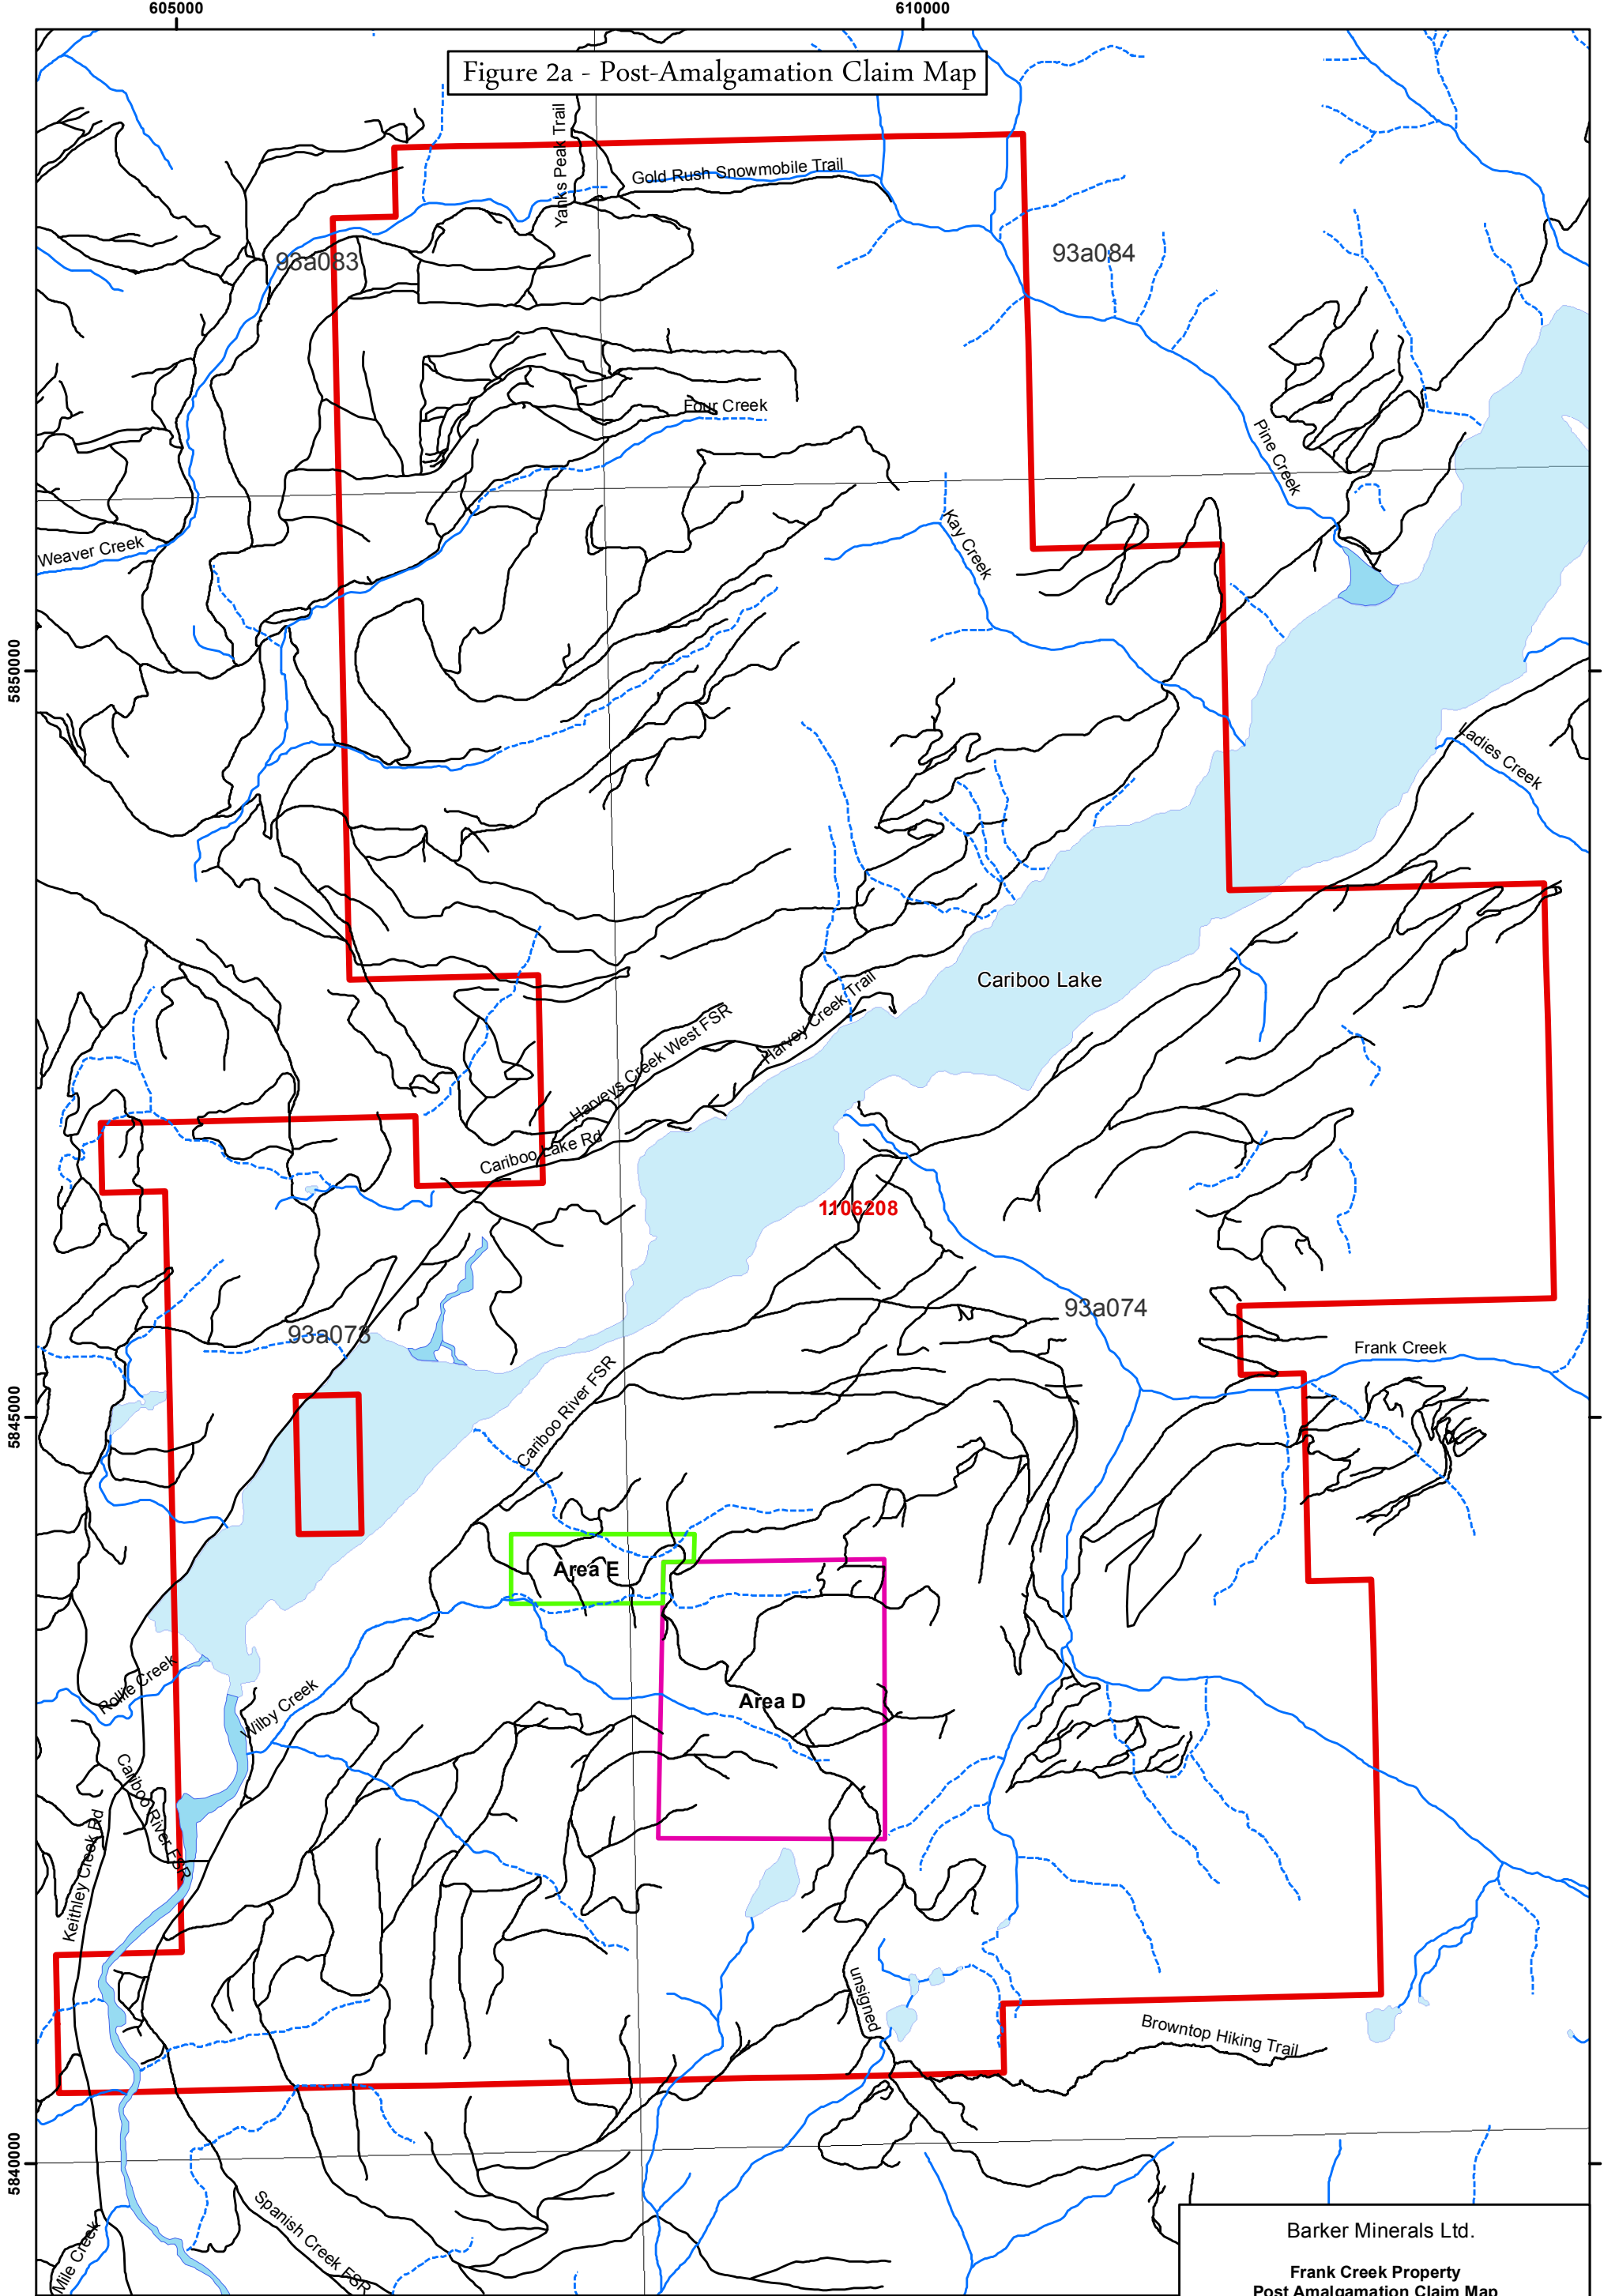 605000
610000
Figure 2a - Post-Amalgamation Claim Map
Yanks Peak Trail
Gold Rush Snowmobile Trail
93a083
93a084
Four Creek
Pine Creek
Kay Creek
Weaver Creek
5850000
Ladies Creek
Cariboo Lake
Harveys Creek West FSR
Harvey Creek Trail
Cariboo Lake Rd
1106208
93a074
93a073
Frank Creek
Cariboo River FSR
5845000
Area E
Area D
Rollie Creek
Wilby Creek
Cariboo River FSR
Keithley Creek Rd
unsigned
Browntop Hiking Trail
5840000
Spanish Creek FSR
Mile Creek
Barker Minerals Ltd.
Frank Creek Property
Post Amalgamation Claim Map